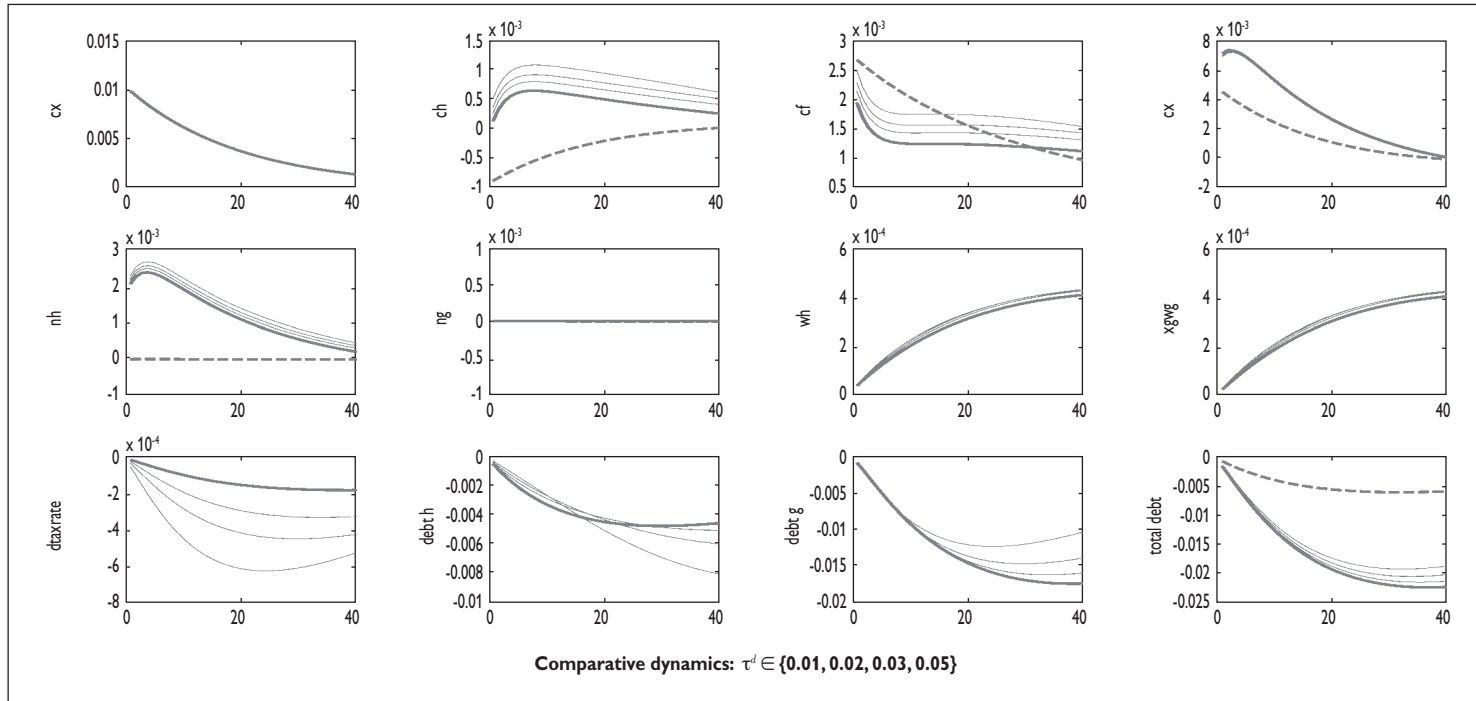 x 10⁻³ x 10⁻³ x 10⁻³
0.015 1.5 3 8
1 2.5 6
0.01 0.5 2 4
cx ch cf cx
0 1.5 2
0.005 -0.5 1 0
0 -1 0.5 -2
0 20 40 0 20 40 0 20 40 0 20 40
x 10⁻³ x 10⁻³ x 10⁻⁴ x 10⁻⁴
3 1 6 6
2 0.5 4 4
nh ng wh xgwg
1 0 2 2
0 -0.5
-1 -1 0 0
0 20 40 0 20 40 0 20 40 0 20 40
x 10⁻⁴
0 0 0 0
-2 -0.002 -0.005 -0.005
-0.004 -0.01
dtaxrate debt h debt g total debt
-4 -0.006 -0.01 -0.015
-6 -0.008 -0.015 -0.02
-8 -0.01 -0.02 -0.025
0 20 40 0 20 40 0 20 40 0 20 40
Comparative dynamics: τᵈ ∈ {0.01, 0.02, 0.03, 0.05}